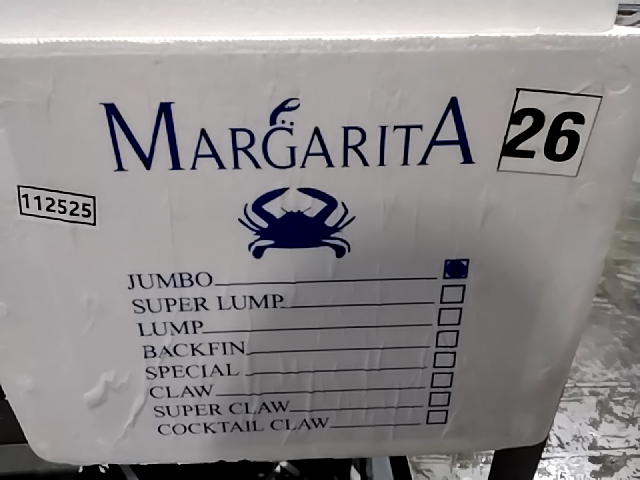 MARGARITA
26
112525
JUMBO
SUPER LUMP
LUMP
BACKFIN
SPECIAL
CLAW
SUPER CLAW
COCKTAIL CLAW